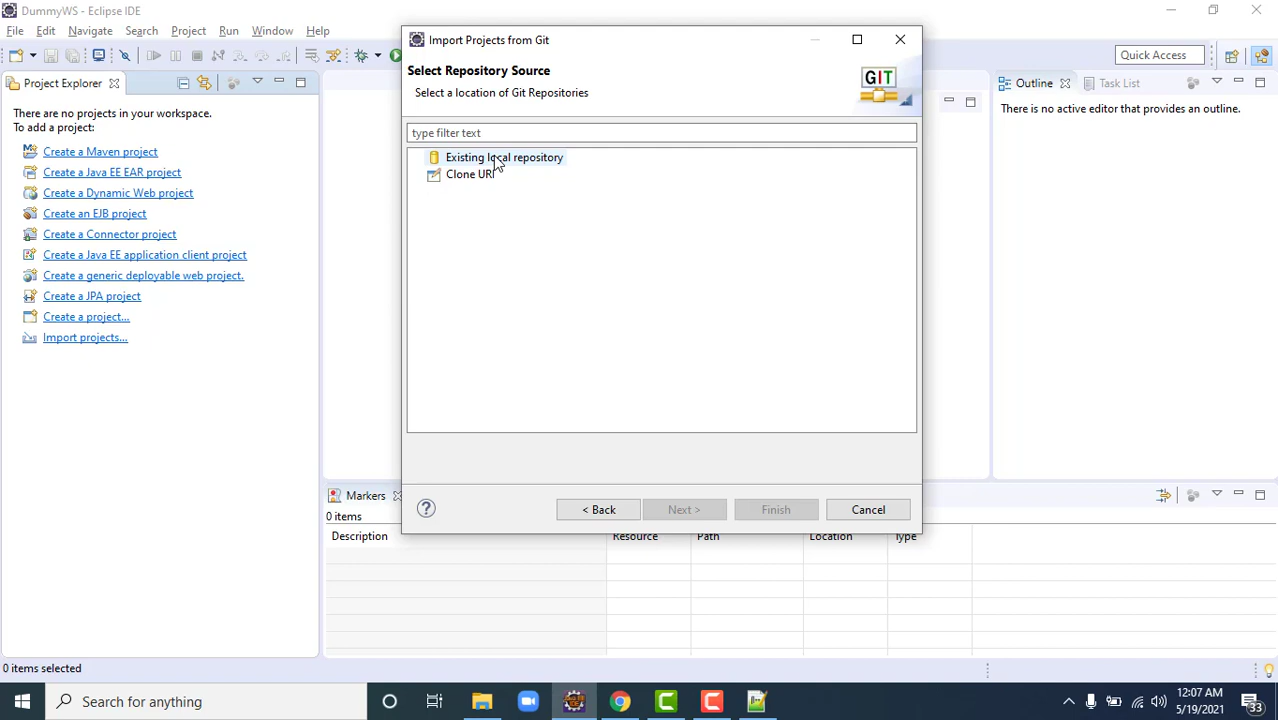 DummyWS - Eclipse IDE
File Edit Navigate Search Project Run Window Help
Quick Access
Project Explorer
There are no projects in your workspace.
To add a project:
Create a Maven project
Create a Java EE EAR project
Create a Dynamic Web project
Create an EJB project
Create a Connector project
Create a Java EE application client project
Create a generic deployable web project.
Create a JPA project
Create a project...
Import projects...
Import Projects from Git
Select Repository Source
Select a location of Git Repositories
GIT
type filter text
Existing local repository
Clone URI
< Back Next > Finish Cancel
Outline Task List
There is no active editor that provides an outline.
Markers
0 items
Description Resource Path Location Type
0 items selected
Search for anything
12:07 AM
5/19/2021
33